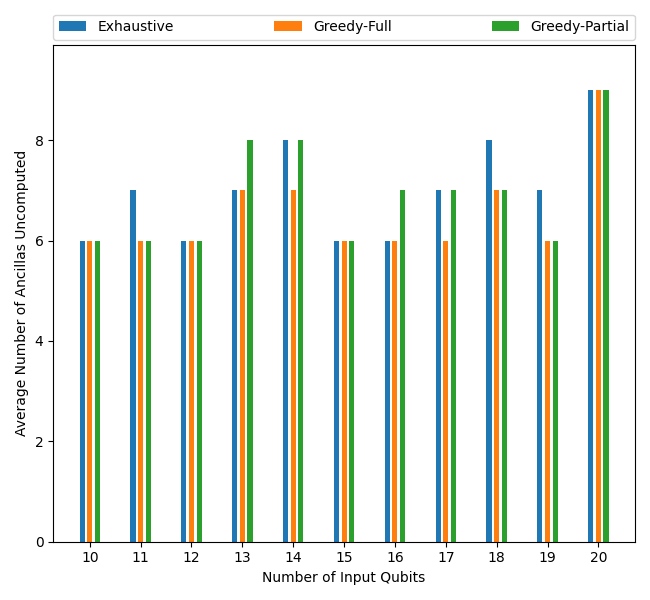 Exhaustive Greedy-Full Greedy-Partial
Average Number of Ancillas Uncomputed
8
6
4
2
0
10 11 12 13 14 15 16 17 18 19 20
Number of Input Qubits